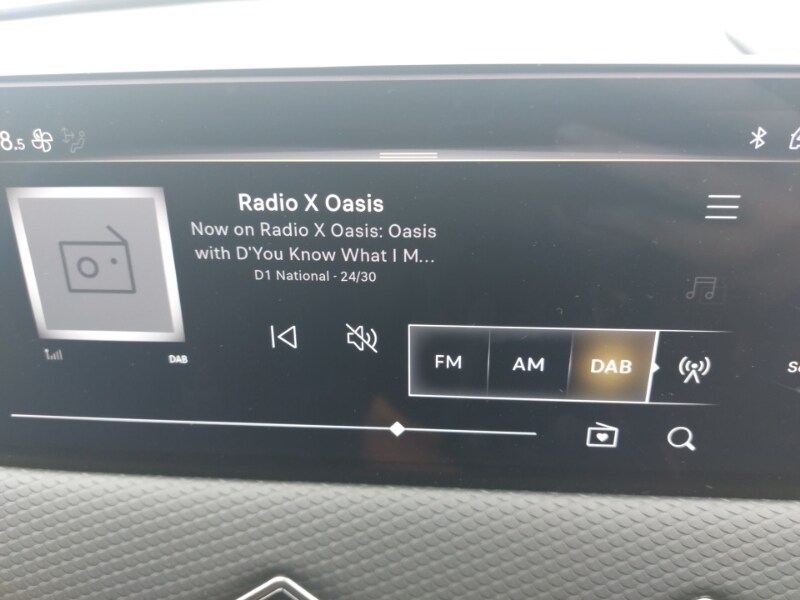 8.5
Radio X Oasis
Now on Radio X Oasis: Oasis
with D'You Know What I M...
D1 National - 24/30
DAB
FM AM DAB